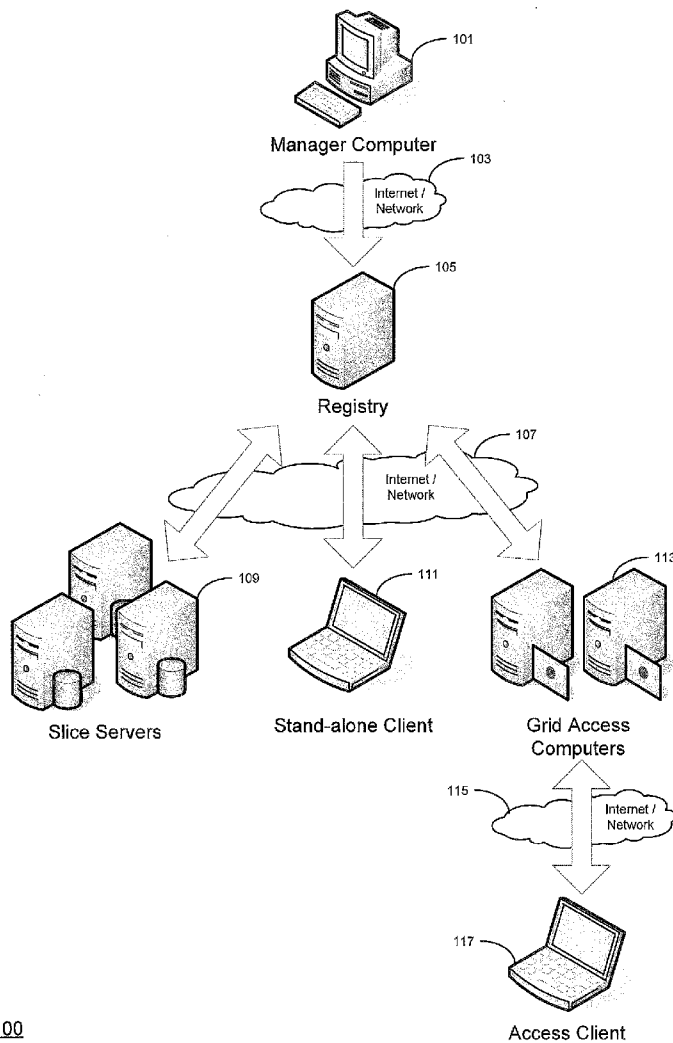 101
Manager Computer
103
Internet /
Network
105
Registry
107
Internet /
Network
109
111
113
Slice Servers
Stand-alone Client
Grid Access
Computers
115
Internet /
Network
117
00
Access Client